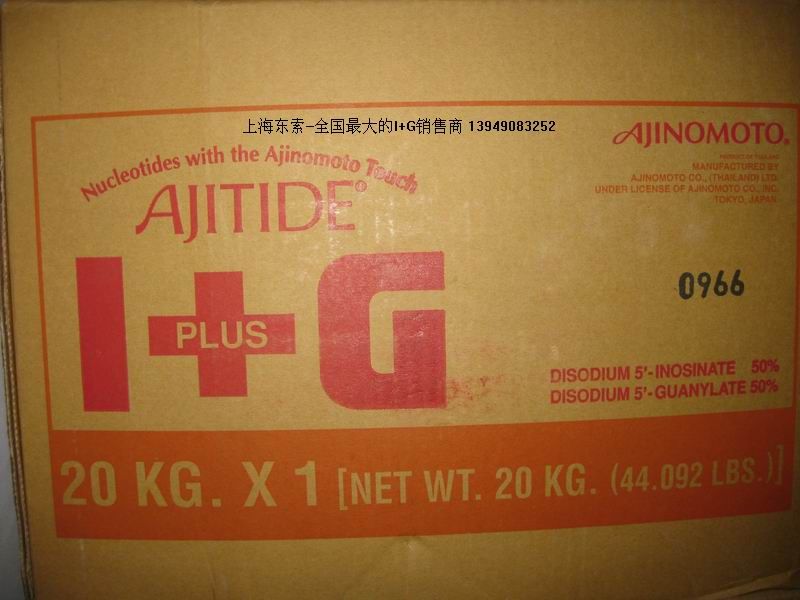 上海东索-全国最大的I+G销售商 13949083252
AJINOMOTO®
PRODUCT OF THAILAND
MANUFACTURED BY
AJINOMOTO CO., (THAILAND) LTD.
UNDER LICENSE OF AJINOMOTO CO., INC.
TOKYO, JAPAN.
Nucleotides with the Ajinomoto Touch
AJITIDE®
I+G
PLUS
0966
DISODIUM 5'-INOSINATE 50%
DISODIUM 5'-GUANYLATE 50%
20 KG. X 1 [NET WT. 20 KG. (44.092 LBS.)]